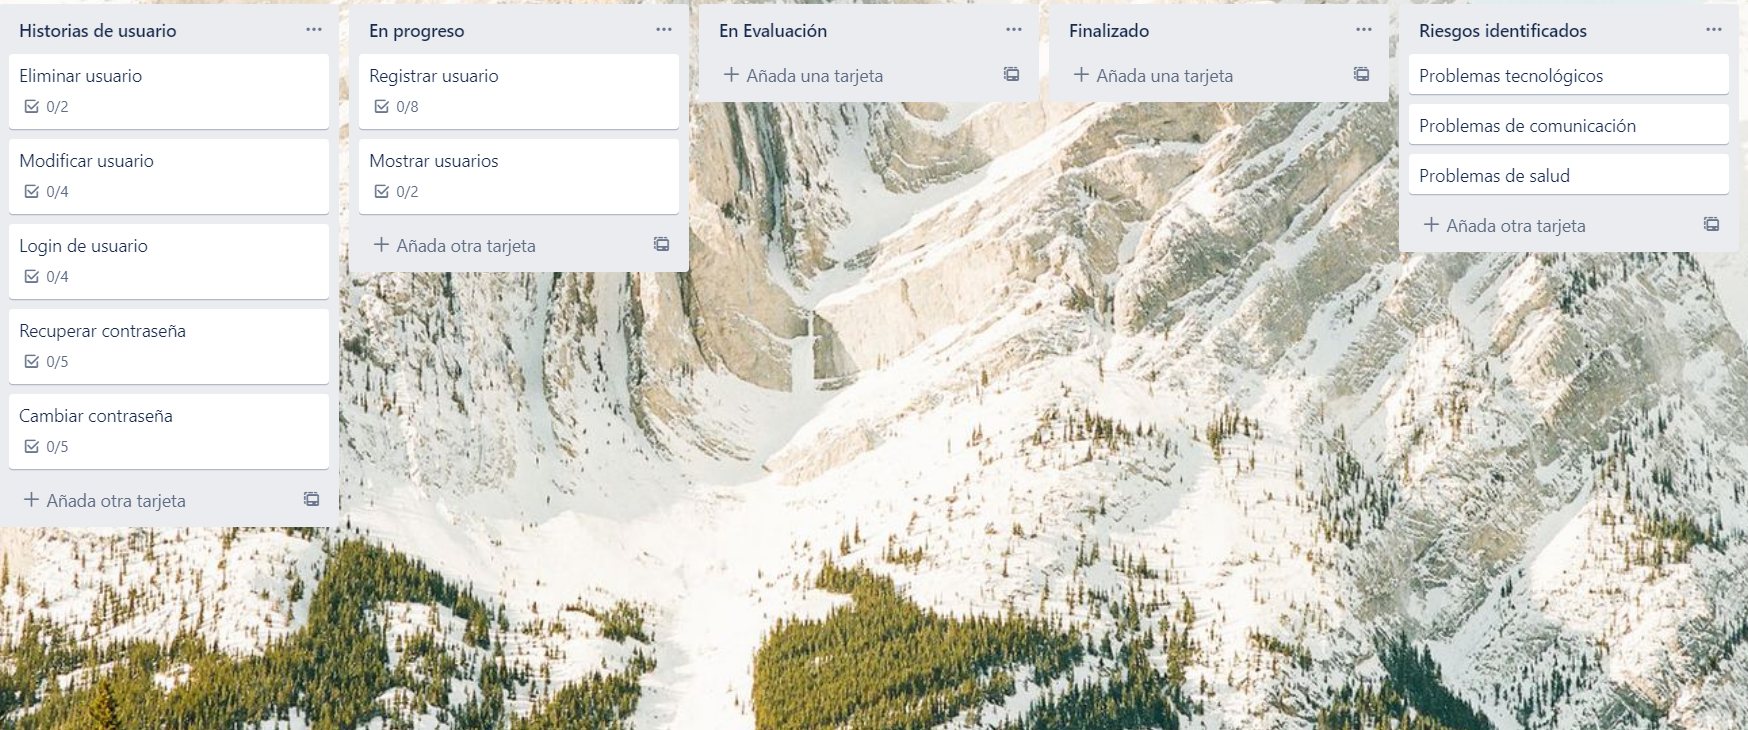 Historias de usuario
Eliminar usuario
0/2
Modificar usuario
0/4
Login de usuario
0/4
Recuperar contraseña
0/5
Cambiar contraseña
0/5
Añada otra tarjeta
En progreso
Registrar usuario
0/8
Mostrar usuarios
0/2
Añada otra tarjeta
En Evaluación
Añada una tarjeta
Finalizado
Añada una tarjeta
Riesgos identificados
Problemas tecnológicos
Problemas de comunicación
Problemas de salud
Añada otra tarjeta